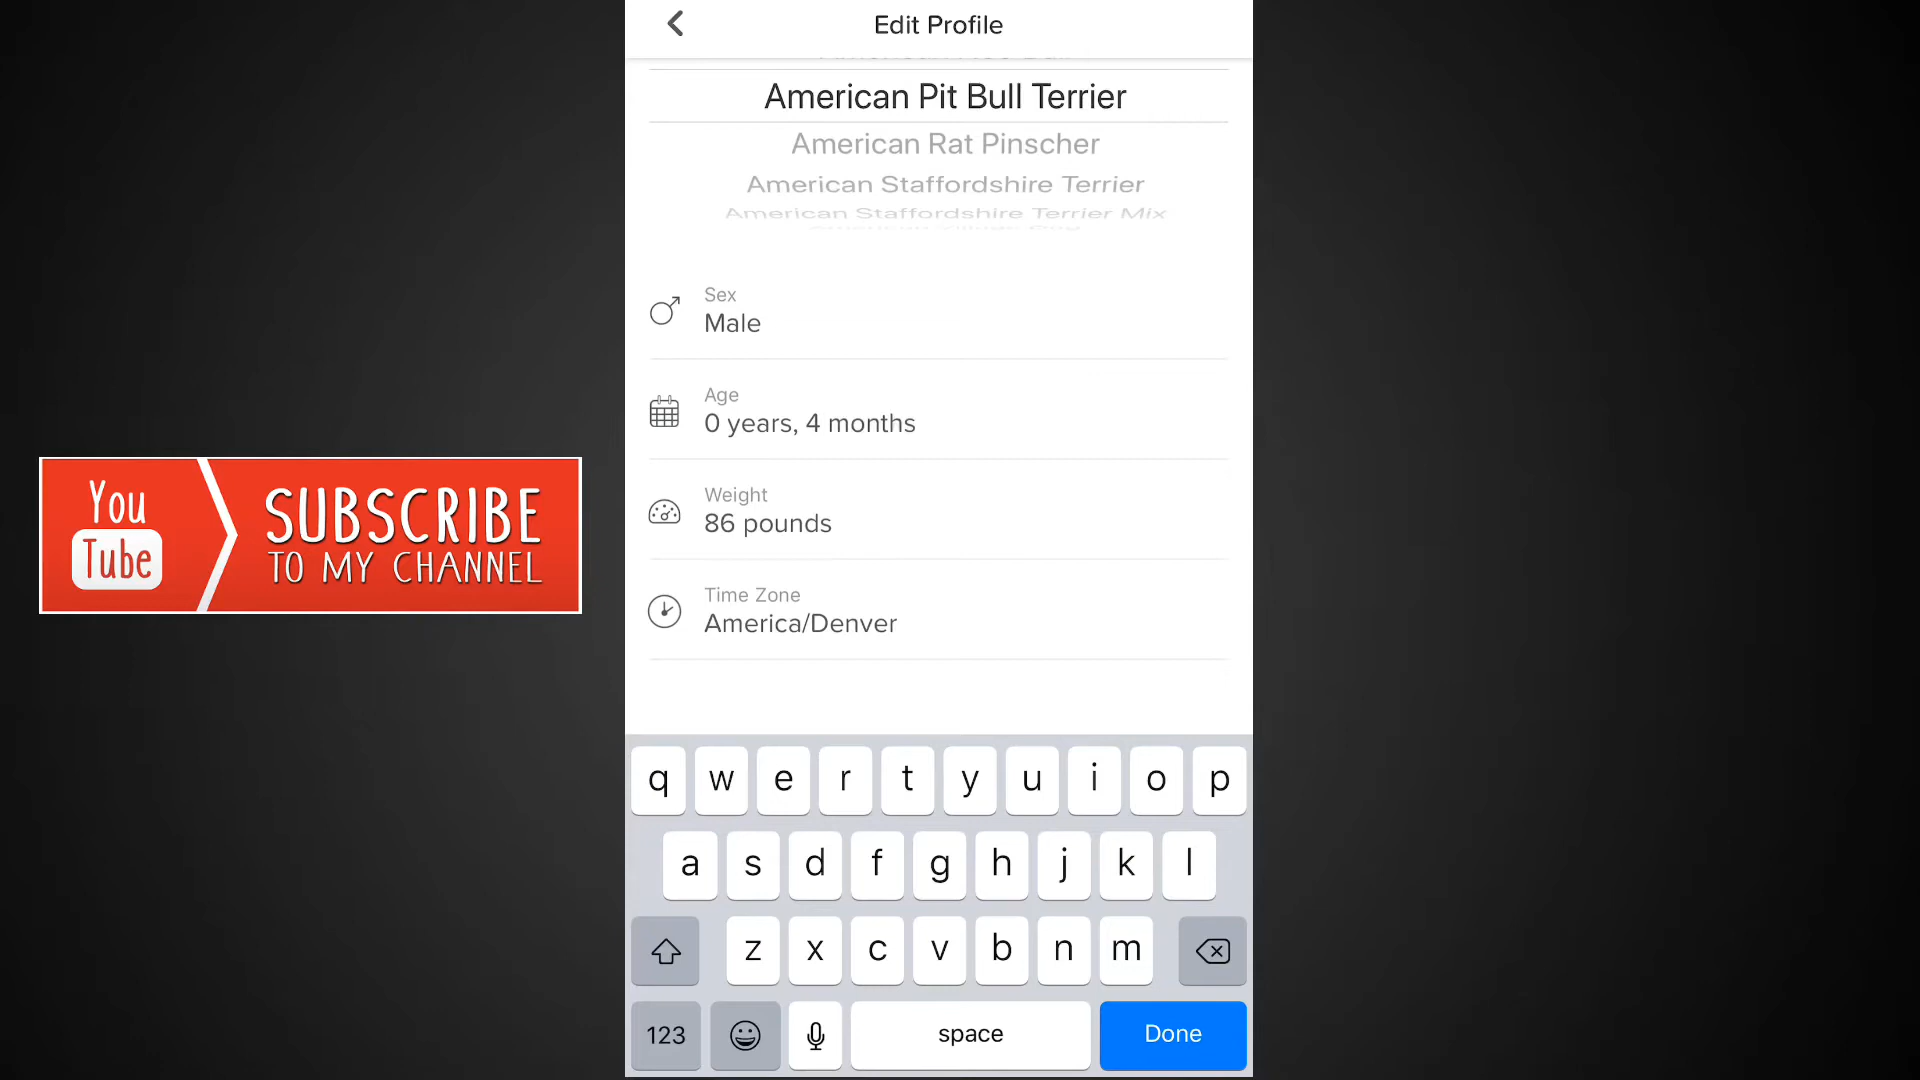 Edit Profile
American Pit Bull Terrier
American Rat Pinscher
American Staffordshire Terrier
American Staffordshire Terrier Mix
Sex
Male
Age
0 years, 4 months
Weight
86 pounds
Time Zone
America/Denver
You
Tube
SUBSCRIBE
TO MY CHANNEL
q w e r t y u i o p
a s d f g h j k l
z x c v b n m
123 space Done